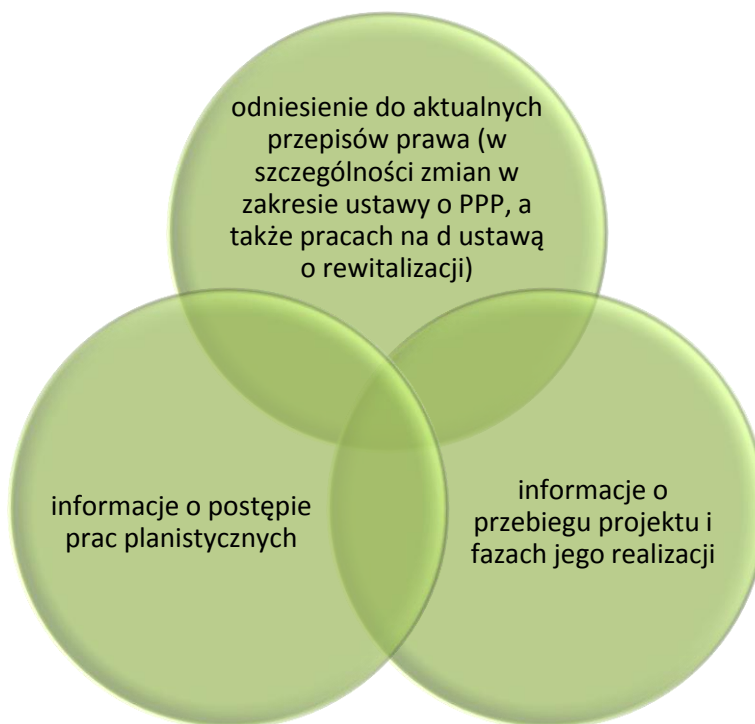 odniesienie do aktualnych
przepisów prawa (w
szczególności zmian w
zakresie ustawy o PPP, a
także pracach na d ustawą
o rewitalizacji)
informacje o postępie
prac planistycznych
informacje o
przebiegu projektu i
fazach jego realizacji